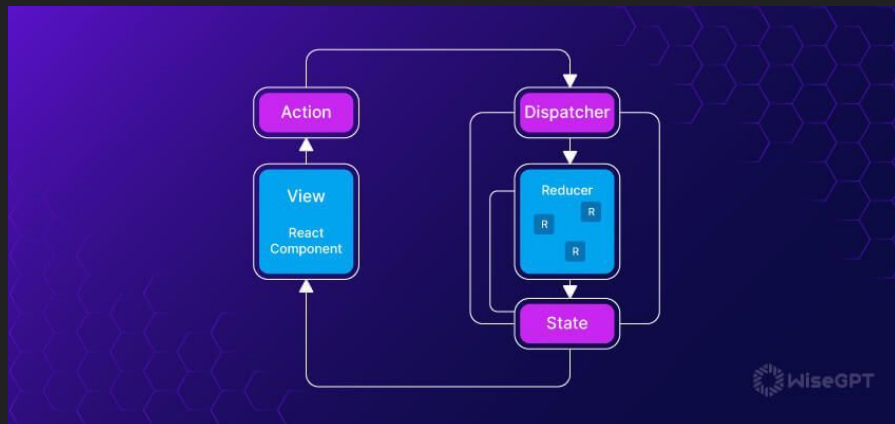 Action
Dispatcher
View
React
Component
Reducer
R
R
R
State
WiseGPT